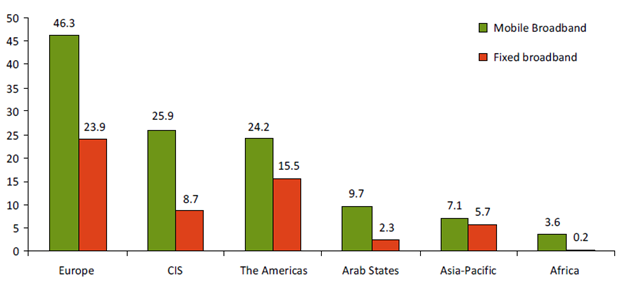 50
45
40
35
30
25
20
15
10
5
0
46.3
23.9
25.9
8.7
24.2
15.5
9.7
2.3
7.1
5.7
3.6
0.2
Mobile Broadband
Fixed broadband
Europe
CIS
The Americas
Arab States
Asia-Pacific
Africa